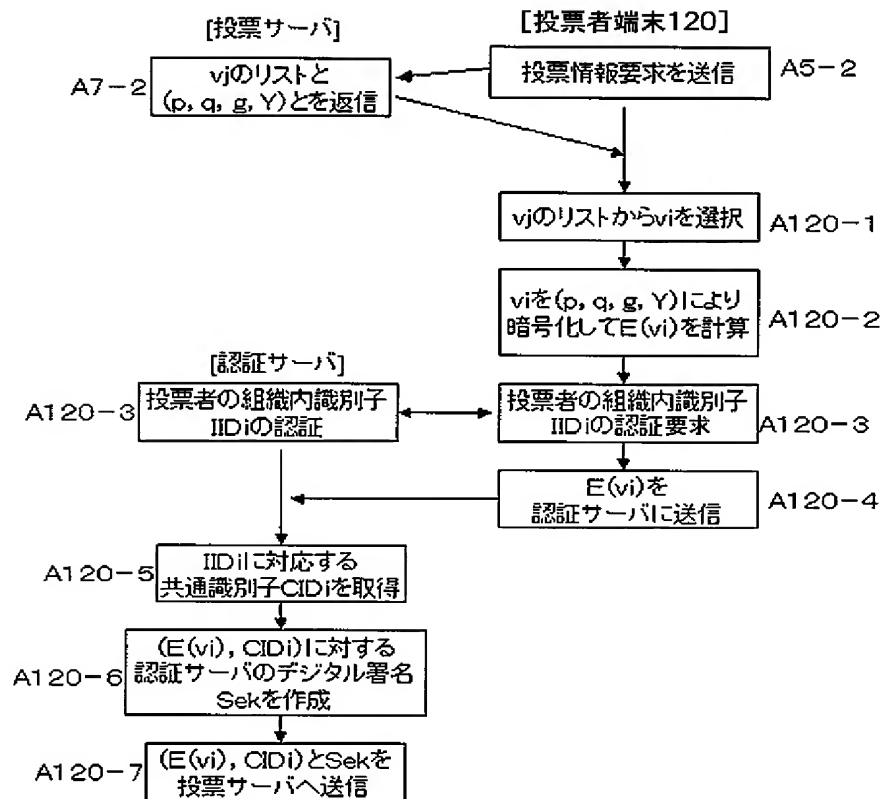 [投票サーバ]
[投票者端末120]
A7-2
vjのリストと
(p, q, g, Y)とを返信
投票情報要求を送信
A5-2
vjのリストからviを選択
A120-1
viを(p, q, g, Y)により
暗号化してE(vi)を計算
A120-2
[認証サーバ]
A120-3
投票者の組織内識別子
IIDiの認証
投票者の組織内識別子
IIDiの認証要求
A120-3
E(vi)を
認証サーバに送信
A120-4
A120-5
IIDiに対応する
共通識別子CIDiを取得
A120-6
(E(vi), CIDi)に対する
認証サーバのデジタル署名
Sekを作成
A120-7
(E(vi), CIDi)とSekを
投票サーバへ送信